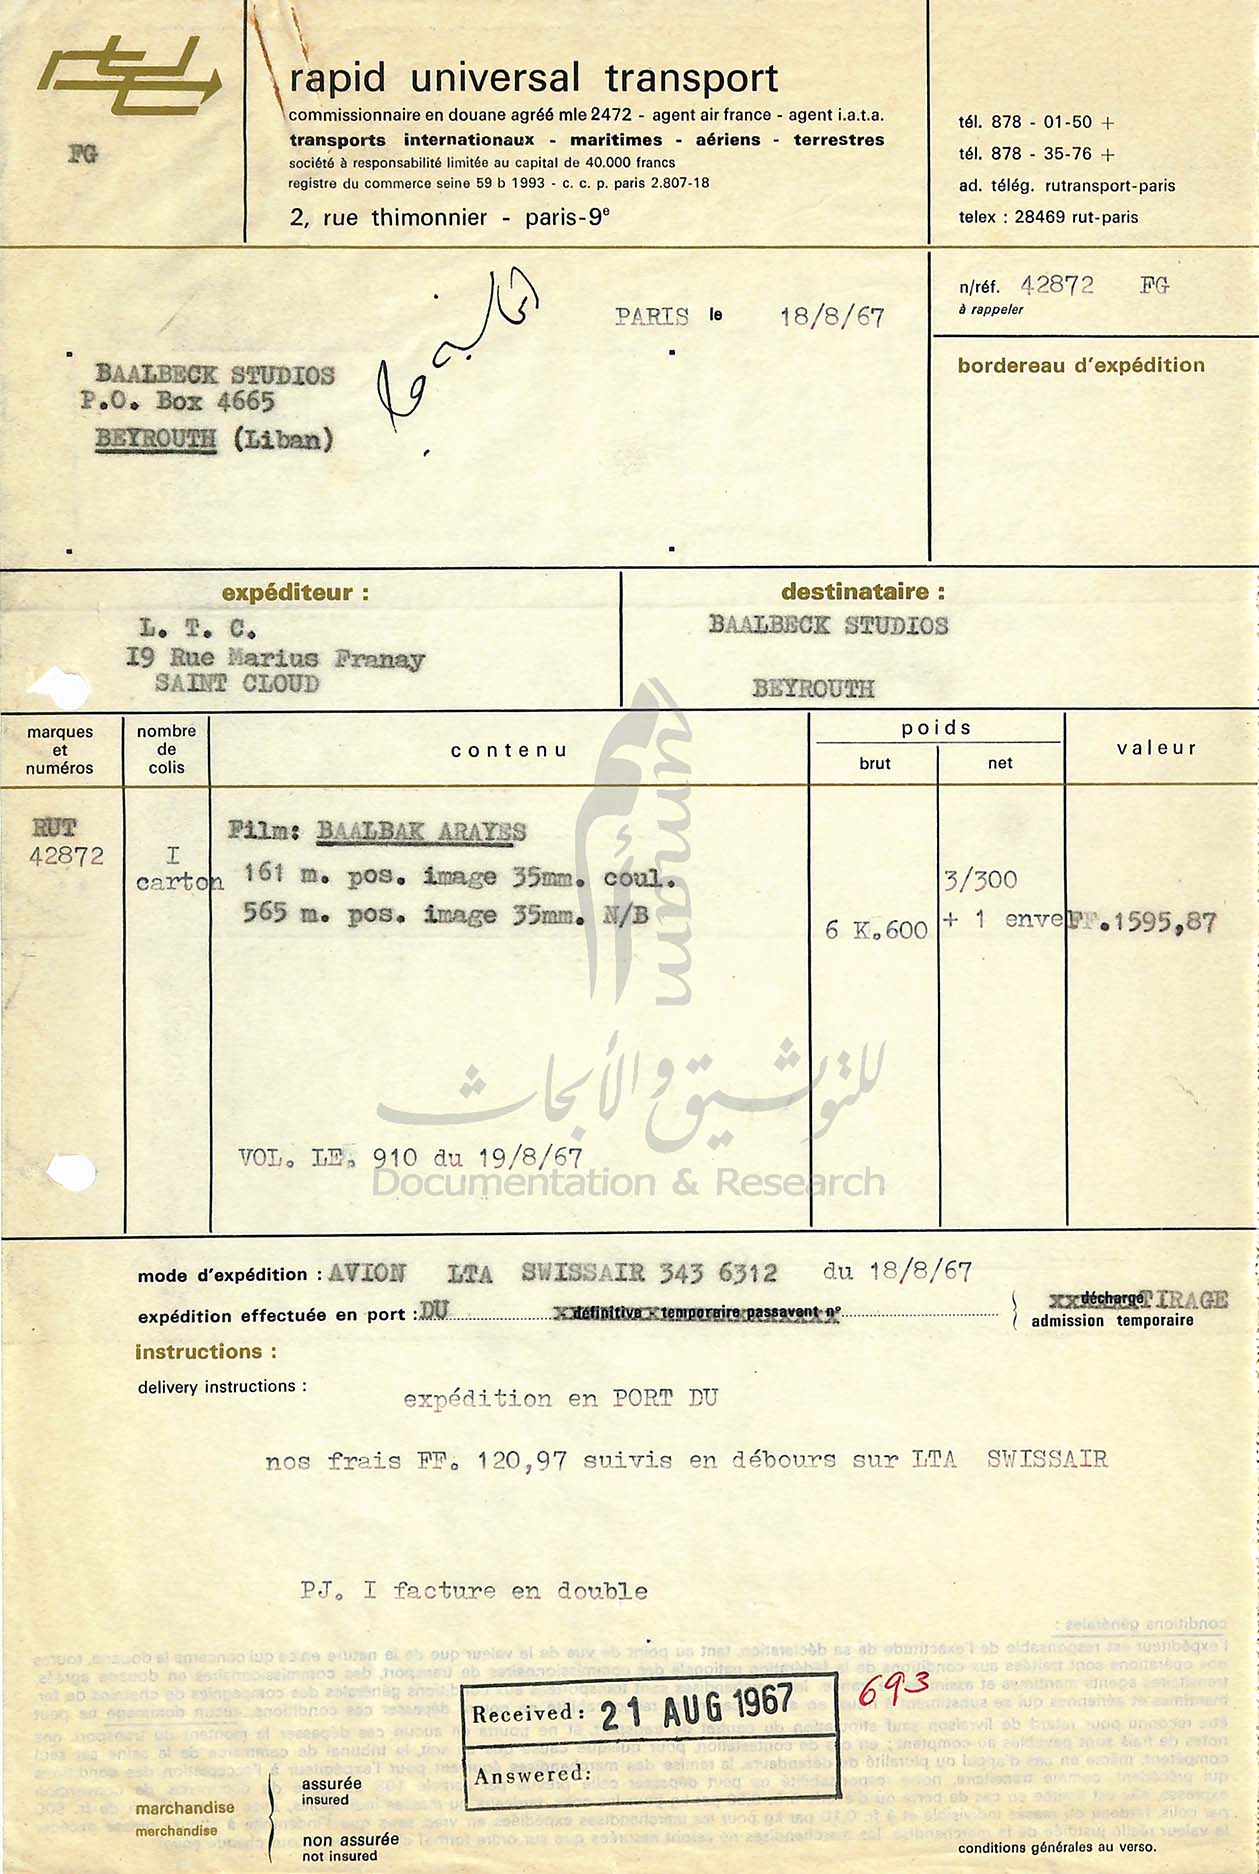 rapid universal transport
commissionnaire en douane agréé mle 2472 - agent air france - agent i.a.t.a.
transports internationaux - maritimes - aériens - terrestres
société à responsabilité limitée au capital de 40.000 francs
registre du commerce seine 59 b 1993 - c. c. p. paris 2.807-18
2, rue thimonnier - paris-9e
FG
tél. 878 - 01-50 +
tél. 878 - 35-76 +
ad. télég. rutransport-paris
telex : 28469 rut-paris
n/réf. 42872 FG
à rappeler
PARIS le 18/8/67
bordereau d'expédition
BAALBECK STUDIOS
P.O. Box 4665
BEYROUTH (Liban)
expéditeur :
L. T. C.
19 Rue Marius Franay
SAINT CLOUD
destinataire :
BAALBECK STUDIOS
BEYROUTH
marques et numéros
nombre de colis
contenu
poids
brut
net
valeur
RUT
42872
I
carton
Film: BAALBAK ARAYES
161 m. pos. image 35mm. coul.
565 m. pos. image 35mm. N/B
6 K.600
3/300
+ 1 enve
FF.1595,87
umam
للتوثيق والأبحاث
Documentation & Research
VOL. LE. 910 du 19/8/67
mode d'expédition : AVION LTA SWISSAIR 343 6312 du 18/8/67
expédition effectuée en port : DU définitive - temporaire passavant n°
décharge TIRAGE
admission temporaire
instructions :
delivery instructions :
expédition en PORT DU
nos frais FF. 120,97 suivis en débours sur LTA SWISSAIR
PJ. I facture en double
Received: 21 AUG 1967
Answered:
693
marchandise
merchandise
assurée
insured
non assurée
not insured
conditions générales au verso.